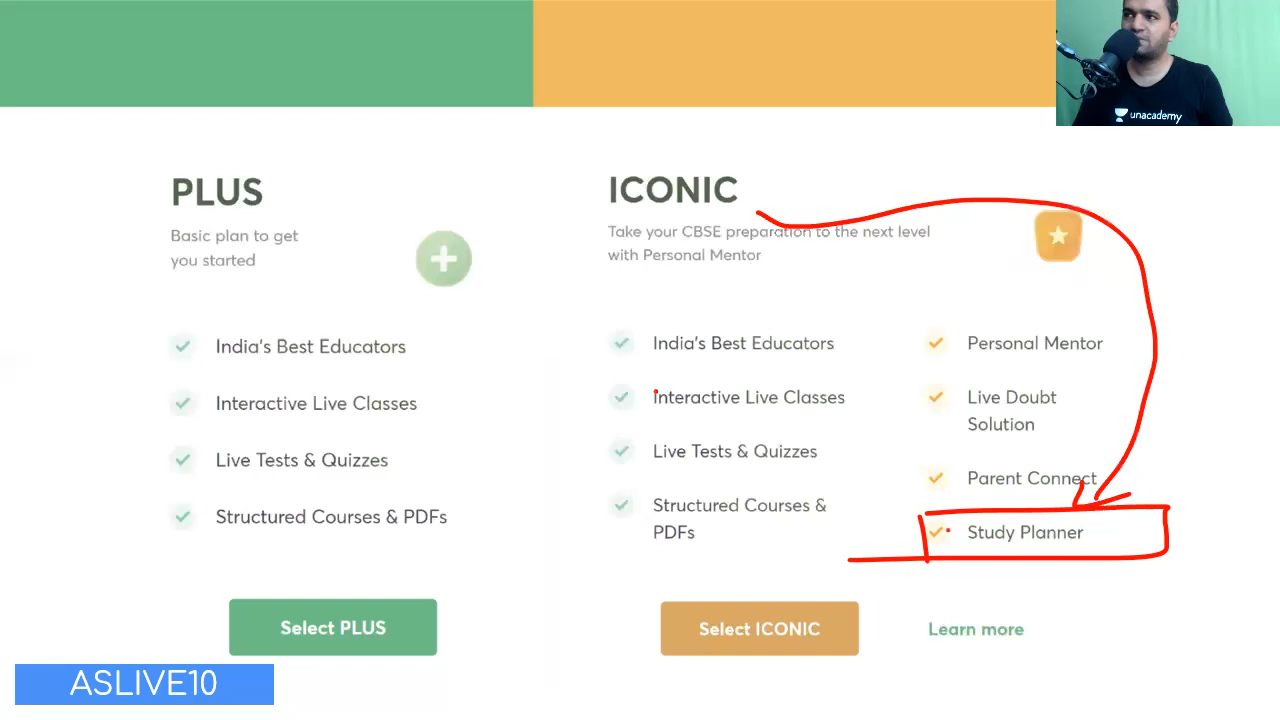 unacademy
PLUS
Basic plan to get
you started
India's Best Educators
Interactive Live Classes
Live Tests & Quizzes
Structured Courses & PDFs
Select PLUS
ICONIC
Take your CBSE preparation to the next level
with Personal Mentor
India's Best Educators
Interactive Live Classes
Live Tests & Quizzes
Structured Courses &
PDFs
Personal Mentor
Live Doubt
Solution
Parent Connect
Study Planner
Select ICONIC
Learn more
ASLIVE10